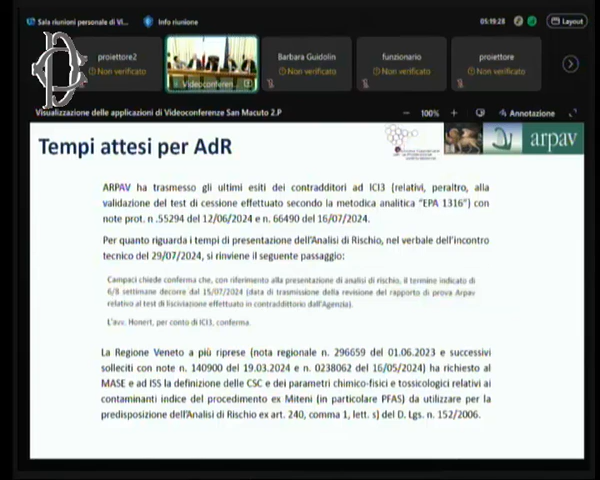 Sala riunioni personale di Vi...
Info riunione
05:19:28
Layout
proiettore2
Non verificato
Videoconferen...
Barbara Guidolin
Non verificato
funzionario
Non verificato
proiettore
Non verificato
Visualizzazione delle applicazioni di Videoconferenze San Macuto 2.P
100%
Annotazione
Tempi attesi per AdR
arpav
ARPAV ha trasmesso gli ultimi esiti dei contradditori ad ICI3 (relativi, peraltro, alla
validazione del test di cessione effettuato secondo la metodica analitica “EPA 1316”) con
note prot. n .55294 del 12/06/2024 e n. 66490 del 16/07/2024.
Per quanto riguarda i tempi di presentazione dell'Analisi di Rischio, nel verbale dell'incontro
tecnico del 29/07/2024, si rinviene il seguente passaggio:
Campaci chiede conferma che, con riferimento alla presentazione di analisi di rischio, il termine indicato di
6/8 settimane decorre dal 15/07/2024 (data di trasmissione della revisione del rapporto di prova Arpav
relativo al test di lisciviazione effettuato in contraddittorio dall'Agenzia).
L'avv. Honert, per conto di ICI3, conferma.
La Regione Veneto a più riprese (nota regionale n. 296659 del 01.06.2023 e successivi
solleciti con note n. 140900 del 19.03.2024 e n. 0238062 del 16/05/2024) ha richiesto al
MASE e ad ISS la definizione delle CSC e dei parametri chimico-fisici e tossicologici relativi ai
contaminanti indice del procedimento ex Miteni (in particolare PFAS) da utilizzare per la
predisposizione dell'Analisi di Rischio ex art. 240, comma 1, lett. s) del D. Lgs. n. 152/2006.